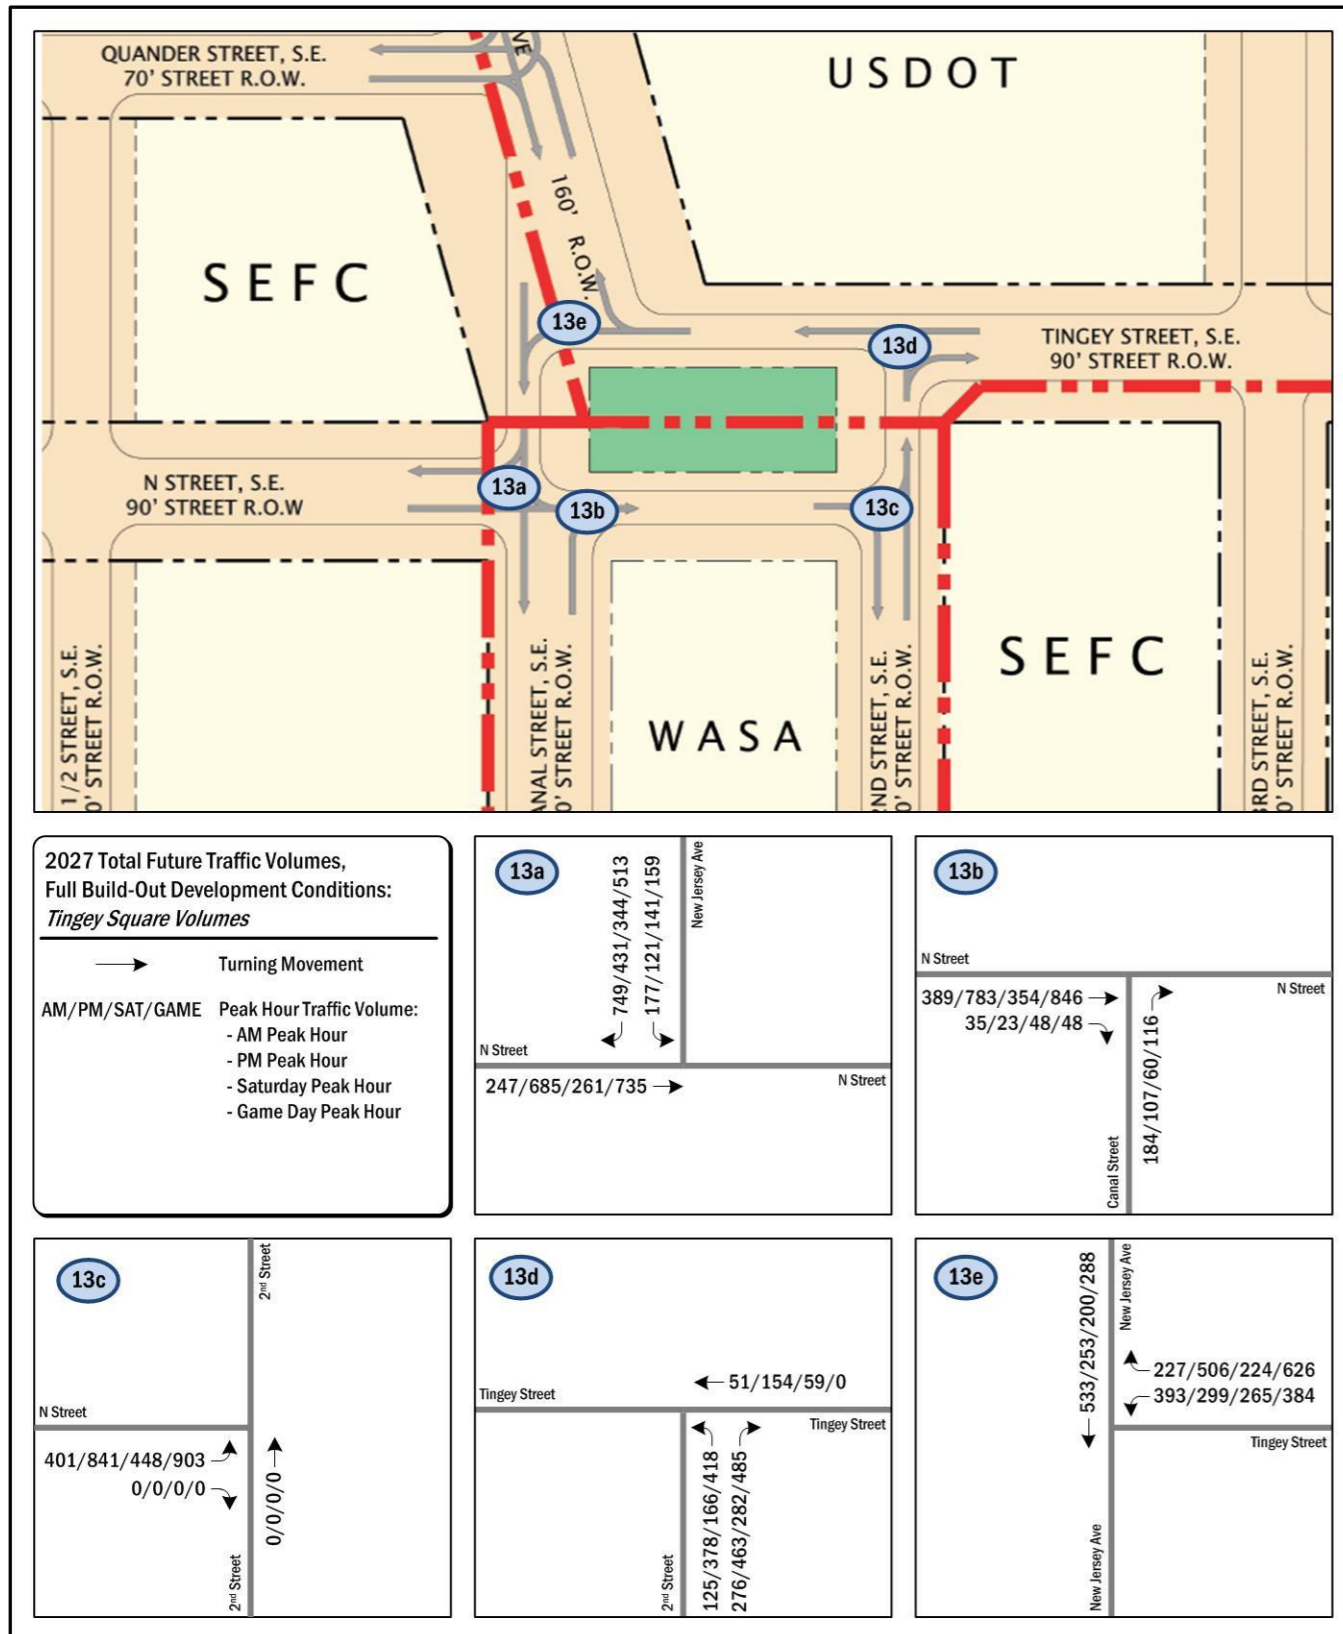 QUANDER STREET, S.E.
70' STREET R.O.W.
VE
USDOT
160' R.O.W.
SEFC
13e
13d
TINGEY STREET, S.E.
90' STREET R.O.W.
N STREET, S.E.
90' STREET R.O.W
13a
13b
13c
1/2 STREET, S.E.
0' STREET R.O.W.
ANAL STREET, S.E.
0' STREET R.O.W.
WASA
2ND STREET, S.E.
0' STREET R.O.W.
SEFC
3RD STREET, S.E.
0' STREET R.O.W.
2027 Total Future Traffic Volumes,
Full Build-Out Development Conditions:
Tingey Square Volumes
Turning Movement
AM/PM/SAT/GAME Peak Hour Traffic Volume:
- AM Peak Hour
- PM Peak Hour
- Saturday Peak Hour
- Game Day Peak Hour
13a
749/431/344/513
177/121/141/159
New Jersey Ave
N Street
247/685/261/735
N Street
13b
N Street
389/783/354/846
N Street
35/23/48/48
184/107/60/116
Canal Street
13c
2nd Street
N Street
401/841/448/903
0/0/0/0
0/0/0/0
2nd Street
13d
51/154/59/0
Tingey Street
Tingey Street
125/378/166/418
276/463/282/485
2nd Street
13e
533/253/200/288
New Jersey Ave
227/506/224/626
393/299/265/384
Tingey Street
New Jersey Ave